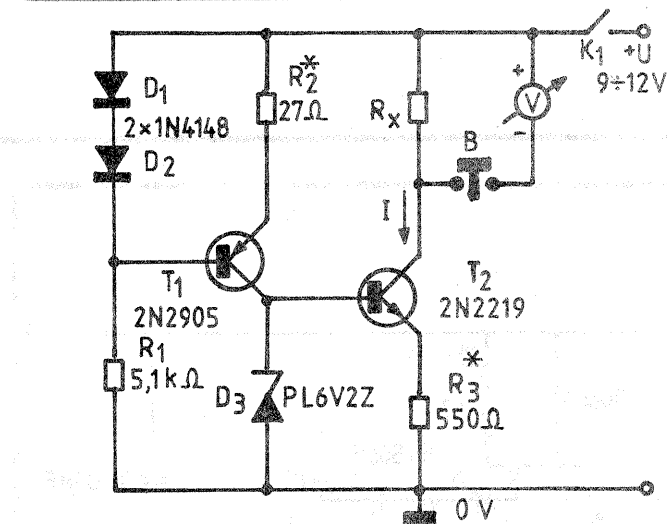 K₁
+U
9÷12V
D₁
2×1N4148
D₂
R₂*
27Ω
Rₓ
+
V
-
B
I
T₁
2N2905
T₂
2N2219
R₁
5,1kΩ
D₃ PL6V2Z
R₃*
550Ω
0 V